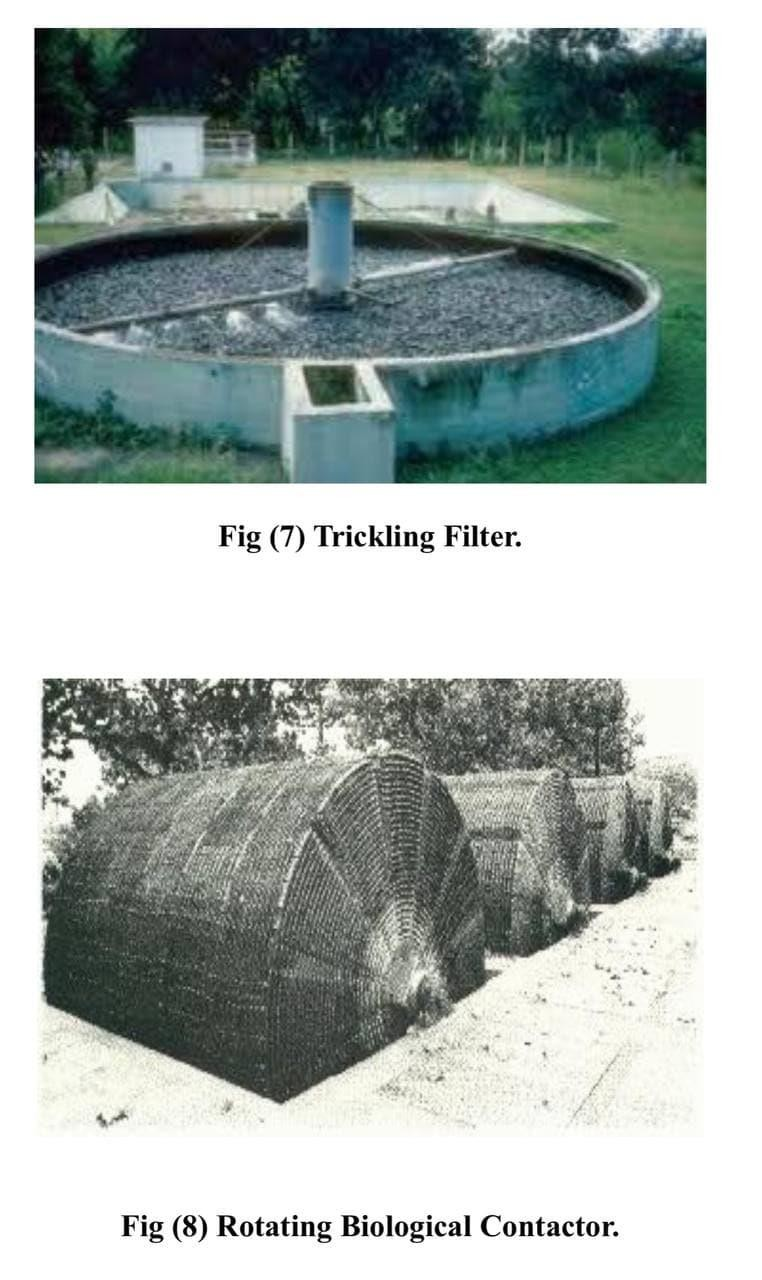 Fig (7) Trickling Filter.
Fig (8) Rotating Biological Contactor.